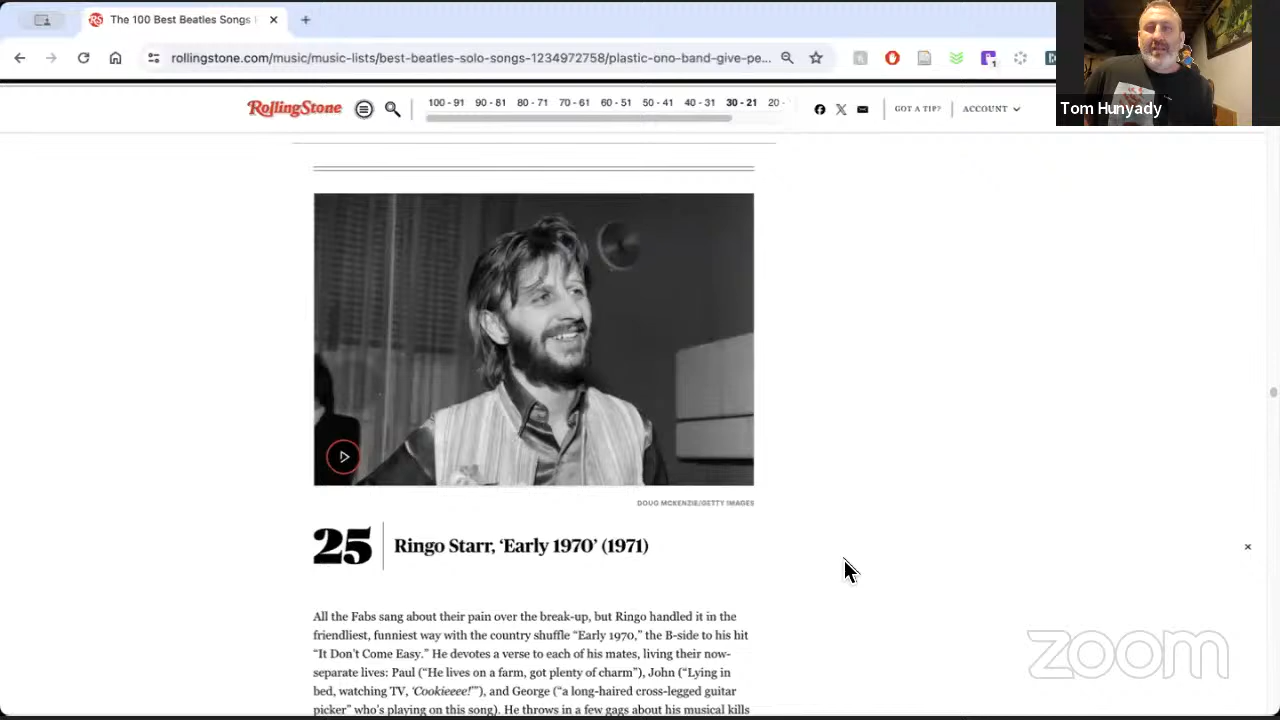 The 100 Best Beatles Songs
rollingstone.com/music/music-lists/best-beatles-solo-songs-1234972758/plastic-ono-band-give-pe...
RollingStone
100 - 91 90 - 81 80 - 71 70 - 61 60 - 51 50 - 41 40 - 31 30 - 21 20 -
GOT A TIP?
ACCOUNT
Tom Hunyady
DOUG MCKENZIE/GETTY IMAGES
25
Ringo Starr, ‘Early 1970’ (1971)
All the Fabs sang about their pain over the break-up, but Ringo handled it in the
friendliest, funniest way with the country shuffle “Early 1970,” the B-side to his hit
“It Don’t Come Easy.” He devotes a verse to each of his mates, living their now-
separate lives: Paul (“He lives on a farm, got plenty of charm”), John (“Lying in
bed, watching TV, ‘Cookieeee!’”), and George (“a long-haired cross-legged guitar
picker” who’s playing on this song). He throws in a few gags about his musical kills
zoom